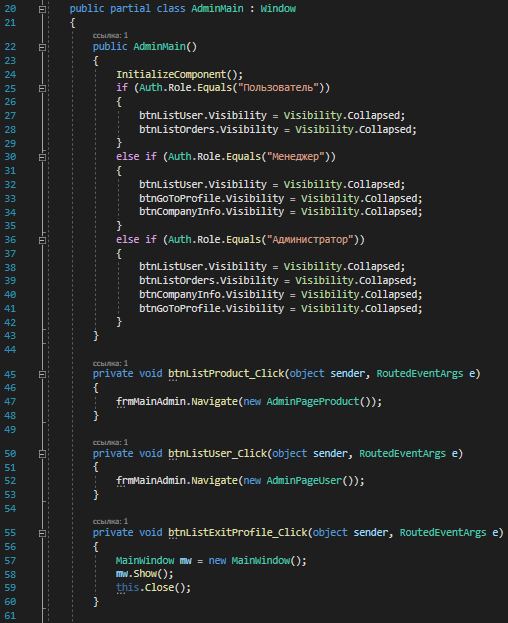 20 public partial class AdminMain : Window
21 {
ссылка: 1
22 public AdminMain()
23 {
24 InitializeComponent();
25 if (Auth.Role.Equals("Пользователь"))
26 {
27 btnListUser.Visibility = Visibility.Collapsed;
28 btnListOrders.Visibility = Visibility.Collapsed;
29 }
30 else if (Auth.Role.Equals("Менеджер"))
31 {
32 btnListUser.Visibility = Visibility.Collapsed;
33 btnGoToProfile.Visibility = Visibility.Collapsed;
34 btnCompanyInfo.Visibility = Visibility.Collapsed;
35 }
36 else if (Auth.Role.Equals("Администратор"))
37 {
38 btnListUser.Visibility = Visibility.Collapsed;
39 btnListOrders.Visibility = Visibility.Collapsed;
40 btnCompanyInfo.Visibility = Visibility.Collapsed;
41 btnGoToProfile.Visibility = Visibility.Collapsed;
42 }
43 }
44
ссылка: 1
45 private void btnListProduct_Click(object sender, RoutedEventArgs e)
46 {
47 frmMainAdmin.Navigate(new AdminPageProduct());
48 }
49
ссылка: 1
50 private void btnListUser_Click(object sender, RoutedEventArgs e)
51 {
52 frmMainAdmin.Navigate(new AdminPageUser());
53 }
54
ссылка: 1
55 private void btnListExitProfile_Click(object sender, RoutedEventArgs e)
56 {
57 MainWindow mw = new MainWindow();
58 mw.Show();
59 this.Close();
60 }
61